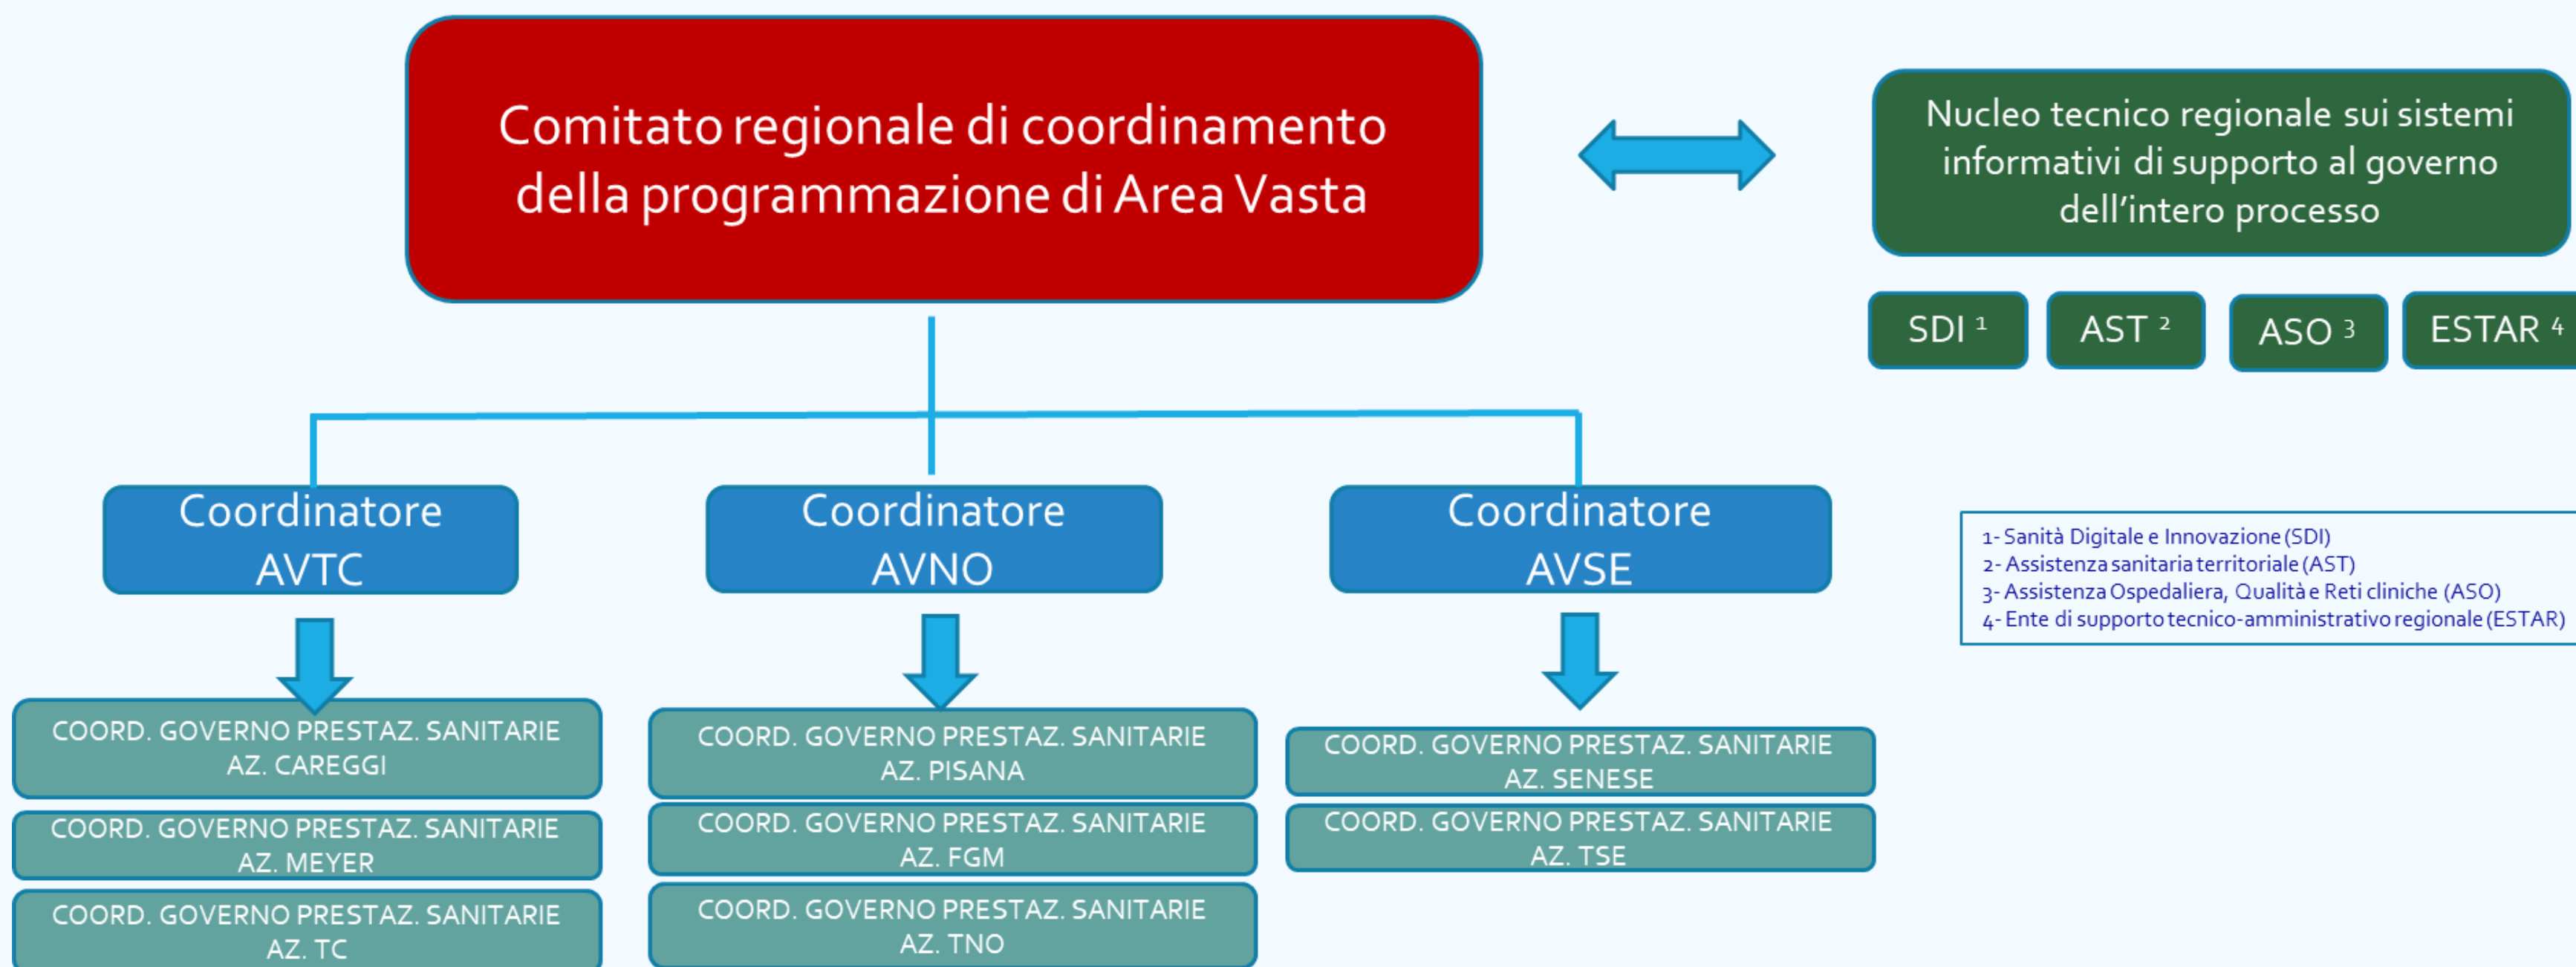 Comitato regionale di coordinamento
della programmazione di Area Vasta
Nucleo tecnico regionale sui sistemi
informativi di supporto al governo
dell'intero processo
SDI ¹
AST ²
ASO ³
ESTAR ⁴
Coordinatore
AVTC
Coordinatore
AVNO
Coordinatore
AVSE
1- Sanità Digitale e Innovazione (SDI)
2- Assistenza sanitaria territoriale (AST)
3- Assistenza Ospedaliera, Qualità e Reti cliniche (ASO)
4- Ente di supporto tecnico-amministrativo regionale (ESTAR)
COORD. GOVERNO PRESTAZ. SANITARIE
AZ. CAREGGI
COORD. GOVERNO PRESTAZ. SANITARIE
AZ. MEYER
COORD. GOVERNO PRESTAZ. SANITARIE
AZ. TC
COORD. GOVERNO PRESTAZ. SANITARIE
AZ. PISANA
COORD. GOVERNO PRESTAZ. SANITARIE
AZ. FGM
COORD. GOVERNO PRESTAZ. SANITARIE
AZ. TNO
COORD. GOVERNO PRESTAZ. SANITARIE
AZ. SENESE
COORD. GOVERNO PRESTAZ. SANITARIE
AZ. TSE